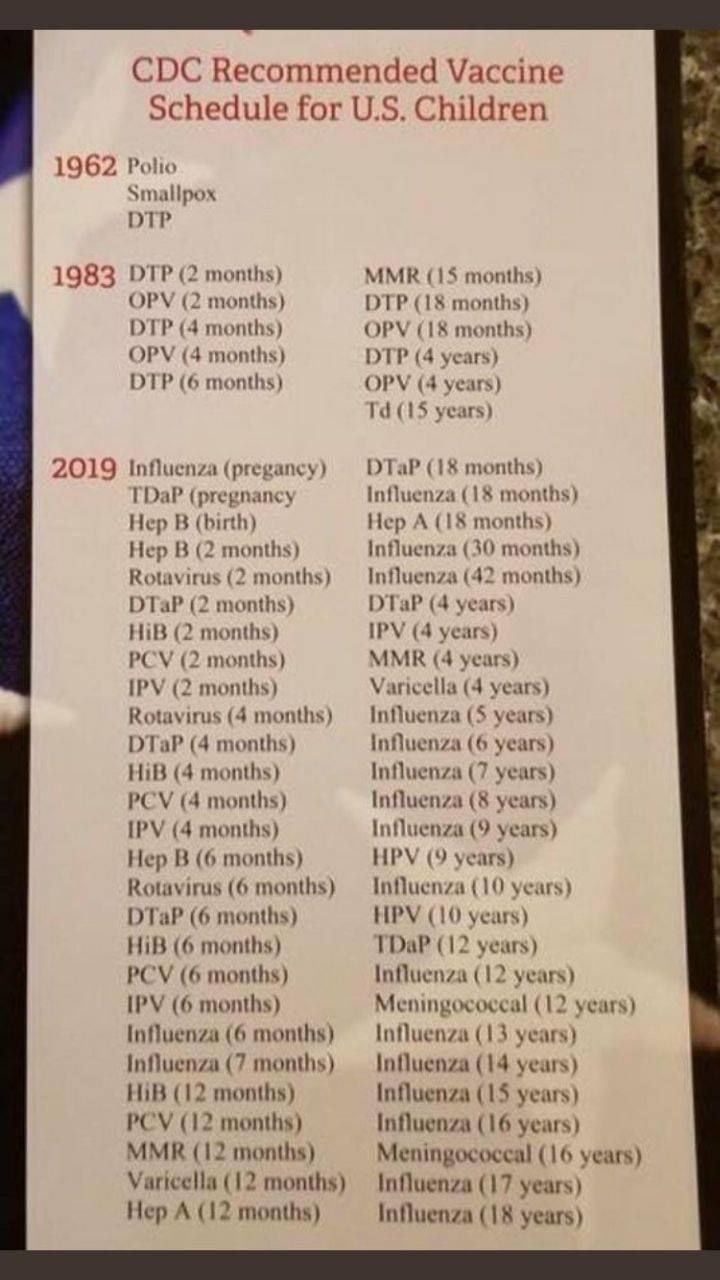 CDC Recommended Vaccine
Schedule for U.S. Children
1962 Polio
Smallpox
DTP
1983 DTP (2 months)
OPV (2 months)
DTP (4 months)
OPV (4 months)
DTP (6 months)
MMR (15 months)
DTP (18 months)
OPV (18 months)
DTP (4 years)
OPV (4 years)
Td (15 years)
2019 Influenza (pregancy)
TDaP (pregnancy
Hep B (birth)
Hep B (2 months)
Rotavirus (2 months)
DTaP (2 months)
HiB (2 months)
PCV (2 months)
IPV (2 months)
Rotavirus (4 months)
DTaP (4 months)
HiB (4 months)
PCV (4 months)
IPV (4 months)
Hep B (6 months)
Rotavirus (6 months)
DTaP (6 months)
HiB (6 months)
PCV (6 months)
IPV (6 months)
Influenza (6 months)
Influenza (7 months)
HiB (12 months)
PCV (12 months)
MMR (12 months)
Varicella (12 months)
Hep A (12 months)
DTaP (18 months)
Influenza (18 months)
Hep A (18 months)
Influenza (30 months)
Influenza (42 months)
DTaP (4 years)
IPV (4 years)
MMR (4 years)
Varicella (4 years)
Influenza (5 years)
Influenza (6 years)
Influenza (7 years)
Influenza (8 years)
Influenza (9 years)
HPV (9 years)
Influenza (10 years)
HPV (10 years)
TDaP (12 years)
Influenza (12 years)
Meningococcal (12 years)
Influenza (13 years)
Influenza (14 years)
Influenza (15 years)
Influenza (16 years)
Meningococcal (16 years)
Influenza (17 years)
Influenza (18 years)